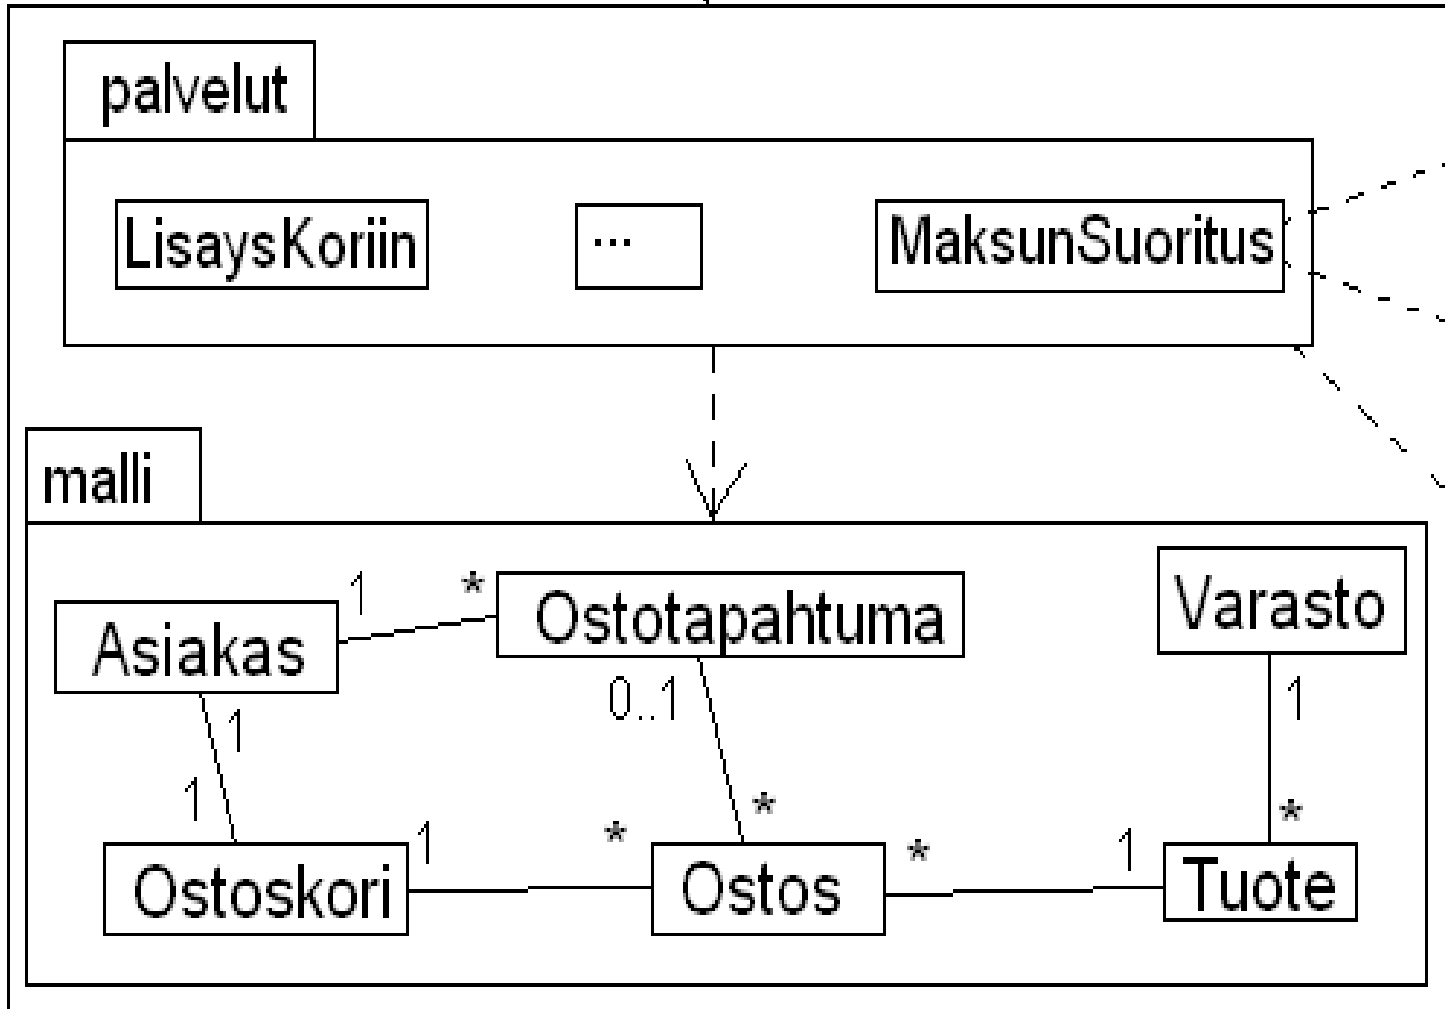 palvelut
LisaysKoriin
...
MaksunSuoritus
malli
1
*
Asiakas
Ostotapahtuma
Varasto
1
0..1
1
1
*
*
1
*
*
1
Ostoskori
Ostos
Tuote